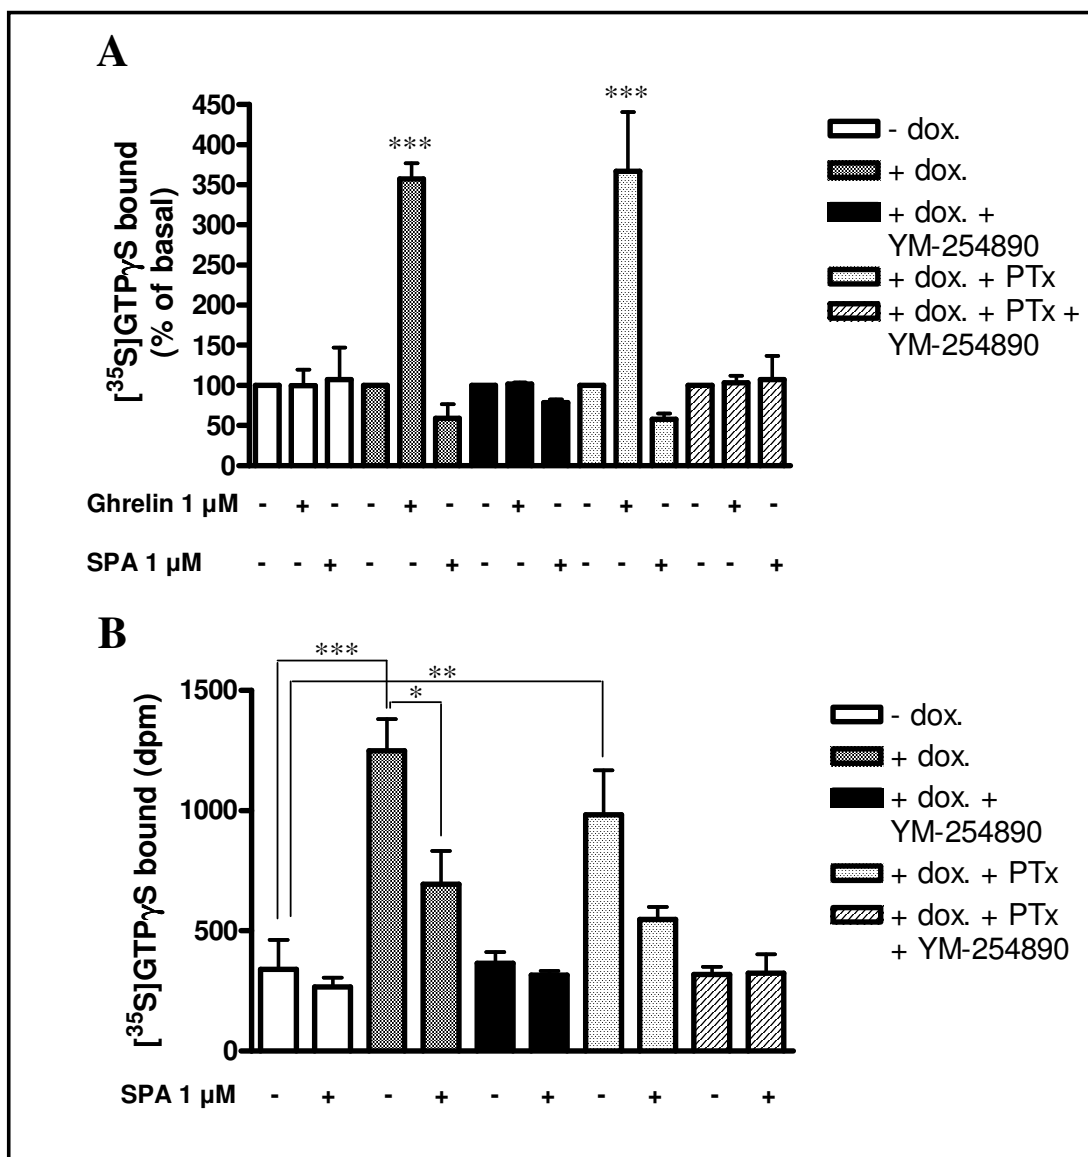 A
[³⁵S]GTPγS bound
(% of basal)
450
400
350
300
250
200
150
100
50
0
*** ***
- dox.
+ dox.
+ dox. +
YM-254890
+ dox. + PTx
+ dox. + PTx +
YM-254890
Ghrelin 1 µM - + - - + - - + - - + - - + -
SPA 1 µM - - + - - + - - + - - + - - +
B
[³⁵S]GTPγS bound (dpm)
1500
1000
500
0
***
**
*
- dox.
+ dox.
+ dox. +
YM-254890
+ dox. + PTx
+ dox. + PTx
+ YM-254890
SPA 1 µM - + - + - + - + - +